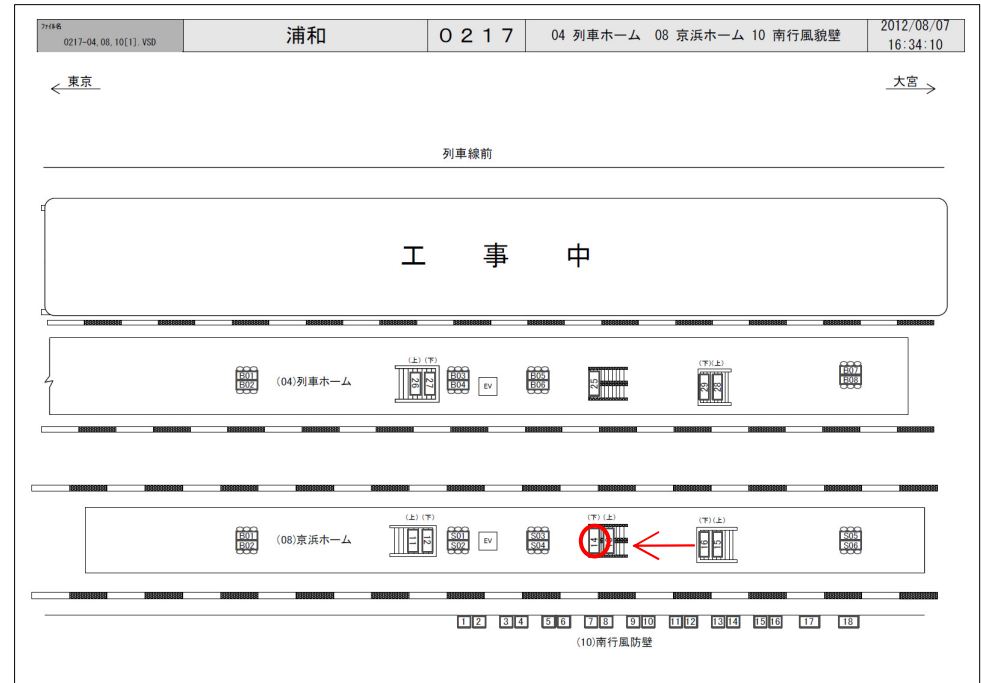 ファイル名
0217-04,08,10[1].VSD
浦和
0217
04 列車ホーム 08 京浜ホーム 10 南行風貌壁
2012/08/07
16:34:10
東京
大宮
列車線前
工 事 中
(上) (下)
(下)(上)
B01
B02
(04)列車ホーム
26
27
B03
B04
EV
B05
B06
25
29
28
B07
B08
(上) (下)
(下) (上)
(下)(上)
B01
B02
(08)京浜ホーム
11
12
S01
S02
EV
S03
S04
14
16
15
S05
S06
1 2 3 4 5 6 7 8 9 10 11 12 13 14 15 16 17 18
(10)南行風防壁